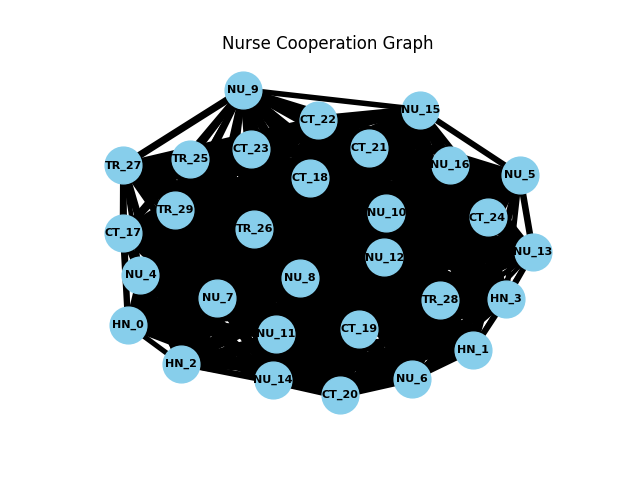 Nurse Cooperation Graph
NU_9
NU_15
CT_22
CT_23
CT_21
TR_25
TR_27
NU_16
NU_5
CT_18
TR_29
NU_10
CT_24
TR_26
CT_17
NU_13
NU_12
NU_4
NU_8
NU_7
TR_28
HN_3
HN_0
CT_19
NU_11
HN_1
HN_2
NU_14
NU_6
CT_20